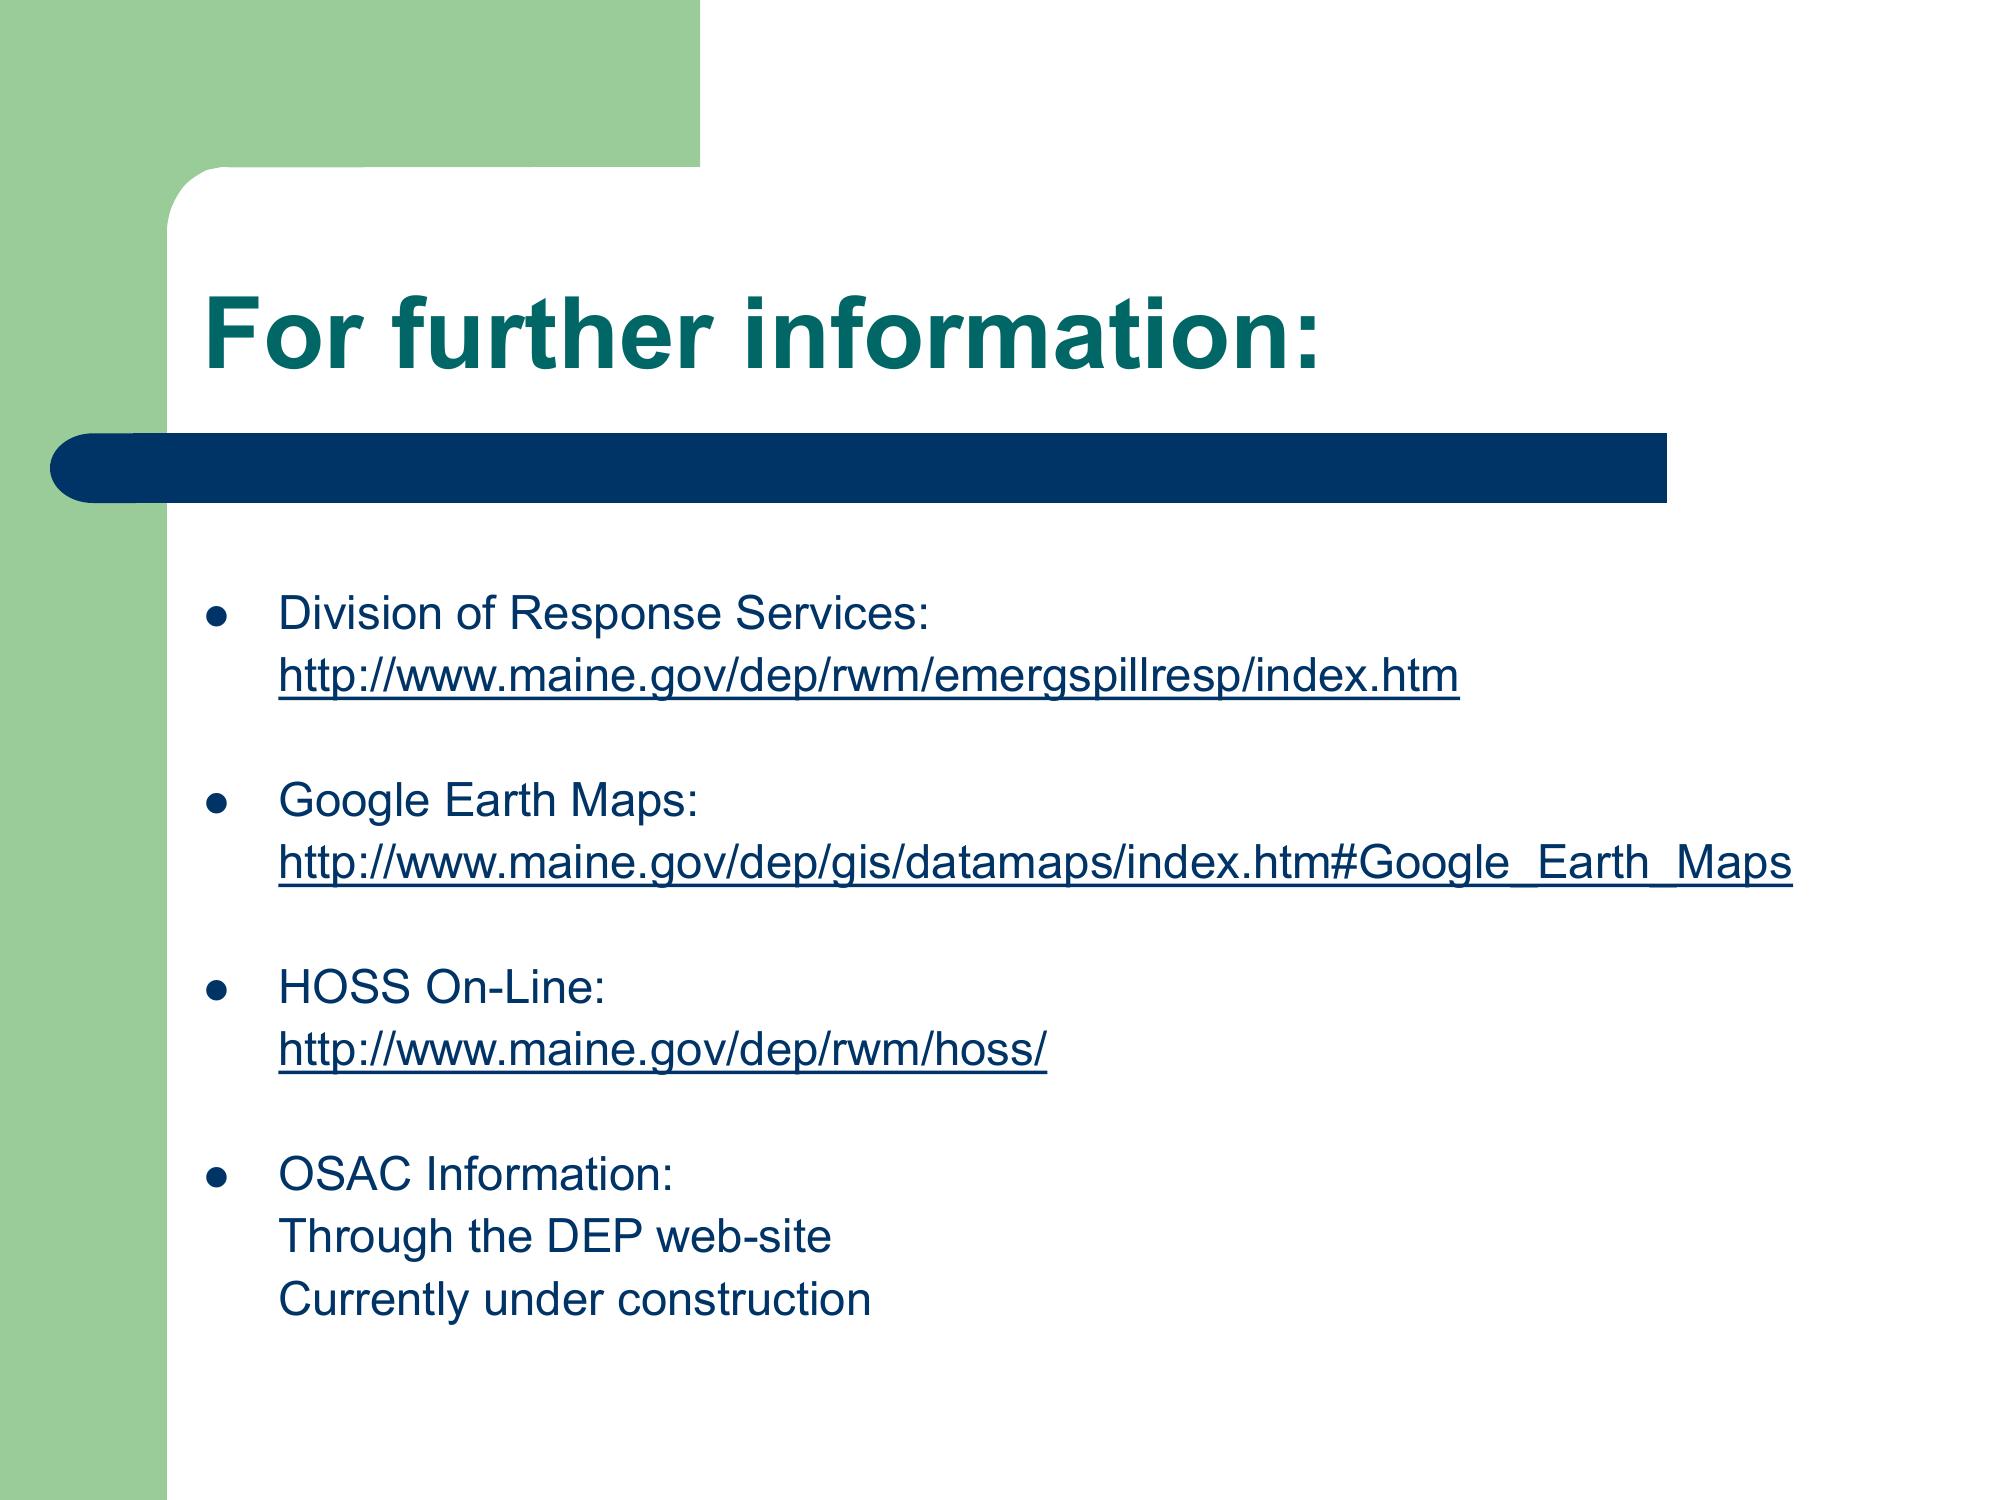 For further information:
Division of Response Services:
http://www.maine.gov/dep/rwm/emergspillresp/index.htm
Google Earth Maps:
http://www.maine.gov/dep/gis/datamaps/index.htm#Google_Earth_Maps
HOSS On-Line:
http://www.maine.gov/dep/rwm/hoss/
OSAC Information:
Through the DEP web-site
Currently under construction